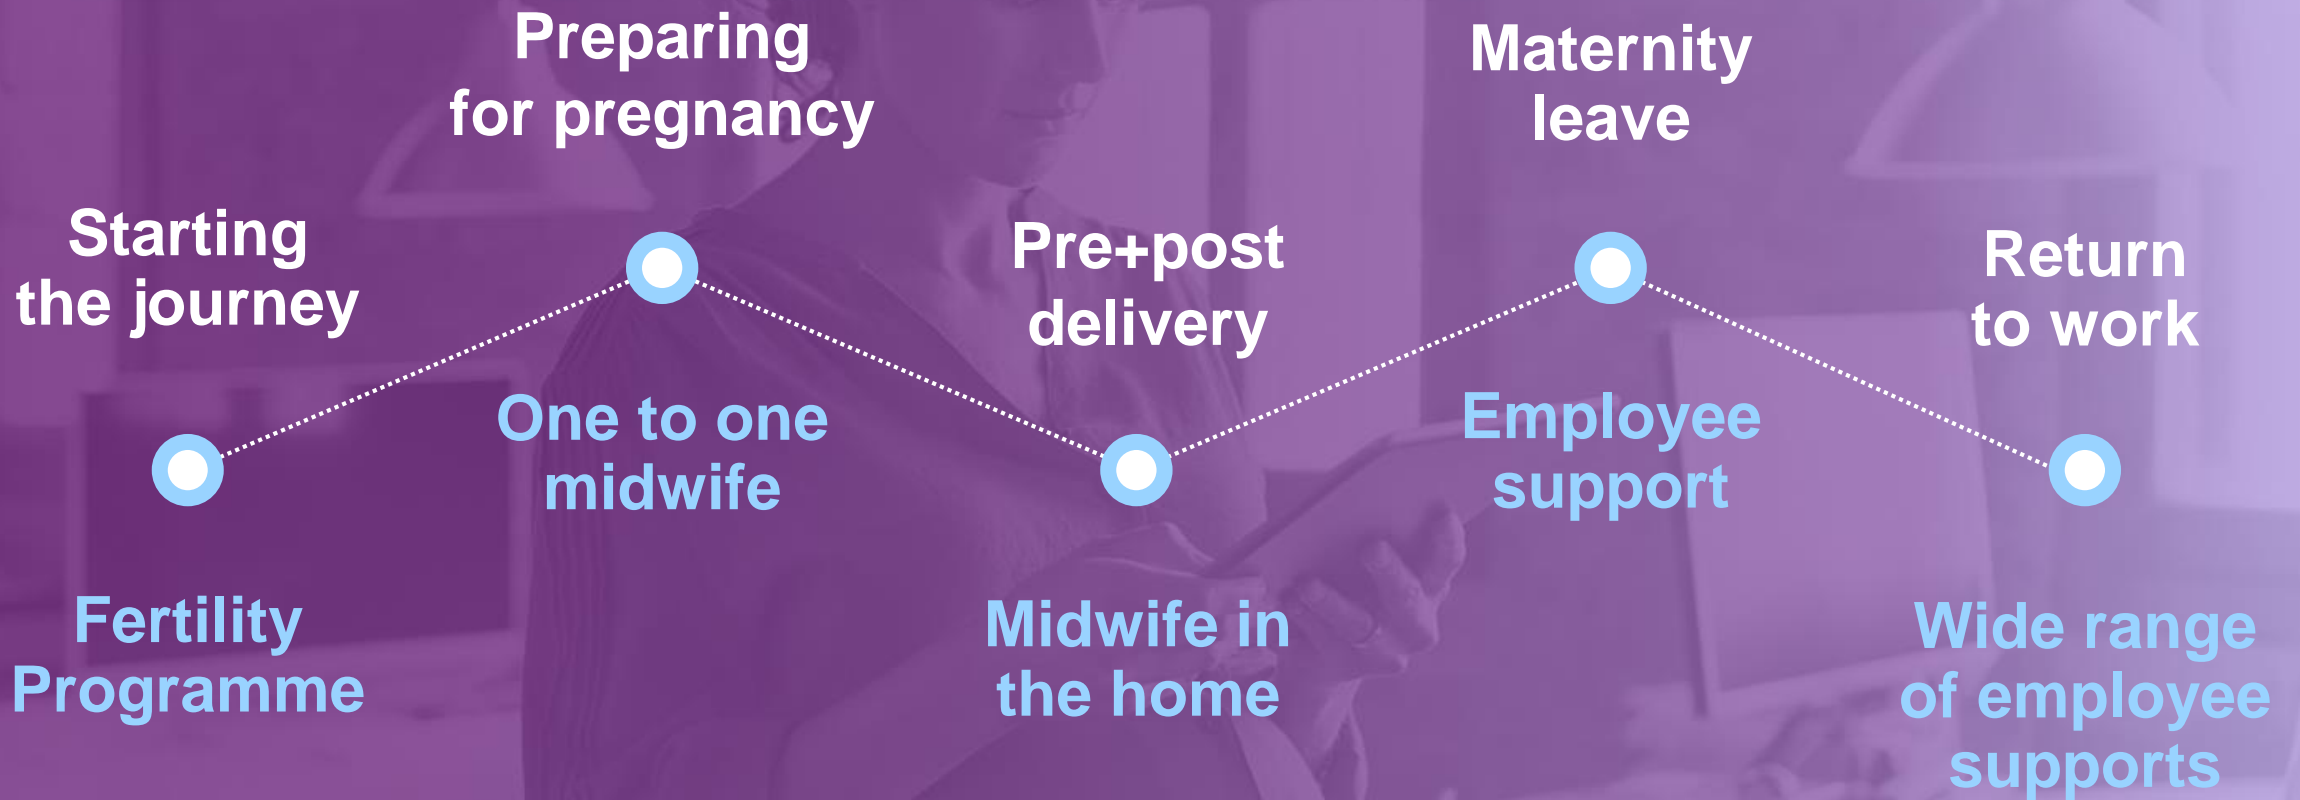 Starting
the journey
Fertility
Programme
Preparing
for pregnancy
One to one
midwife
Pre+post
delivery
Midwife in
the home
Maternity
leave
Employee
support
Return
to work
Wide range
of employee
supports